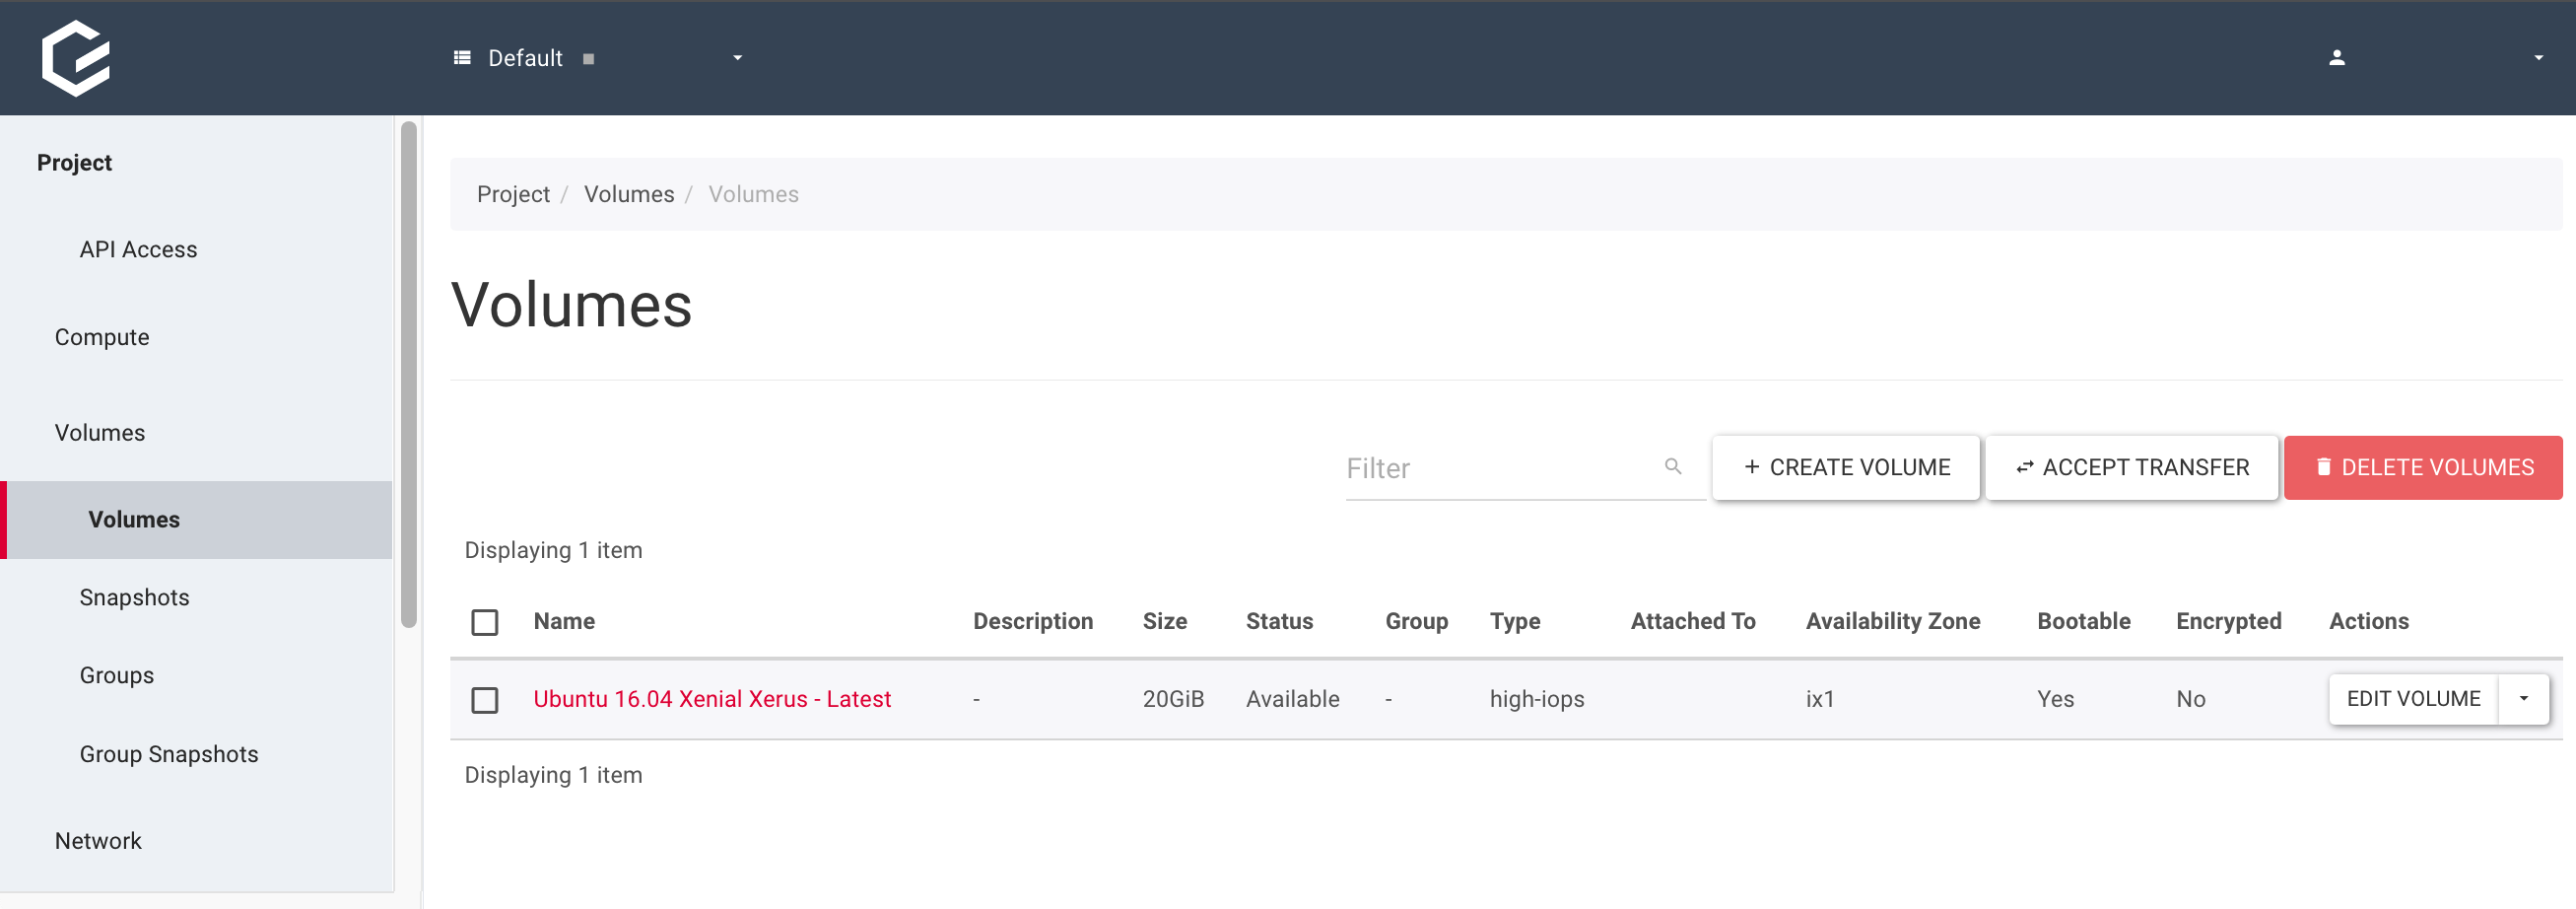 Default
Project
API Access
Compute
Volumes
Volumes
Snapshots
Groups
Group Snapshots
Network
Project / Volumes / Volumes
Volumes
Filter
CREATE VOLUME
ACCEPT TRANSFER
DELETE VOLUMES
Displaying 1 item
Name Description Size Status Group Type Attached To Availability Zone Bootable Encrypted Actions
Ubuntu 16.04 Xenial Xerus - Latest - 20GiB Available - high-iops ix1 Yes No EDIT VOLUME
Displaying 1 item